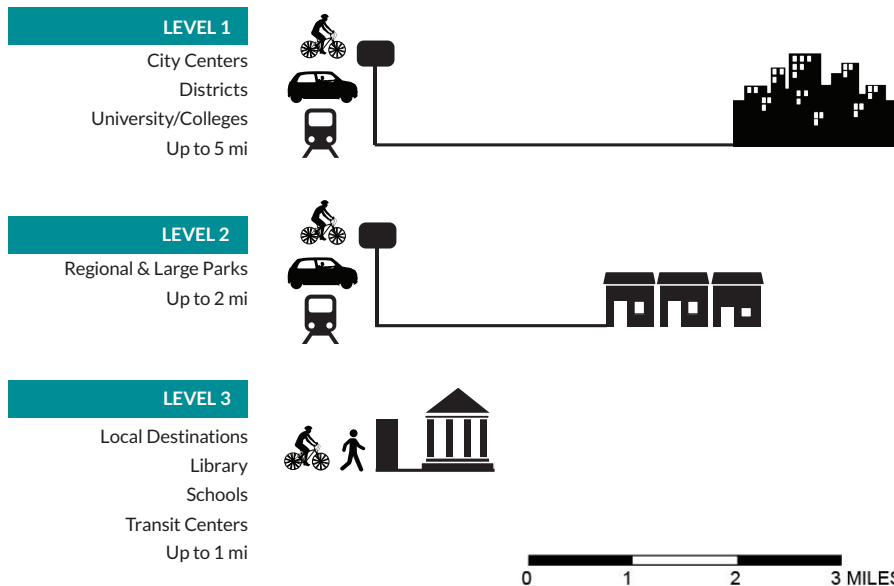 LEVEL 1
City Centers
Districts
University/Colleges
Up to 5 mi
LEVEL 2
Regional & Large Parks
Up to 2 mi
LEVEL 3
Local Destinations
Library
Schools
Transit Centers
Up to 1 mi
0 1 2 3 MILES